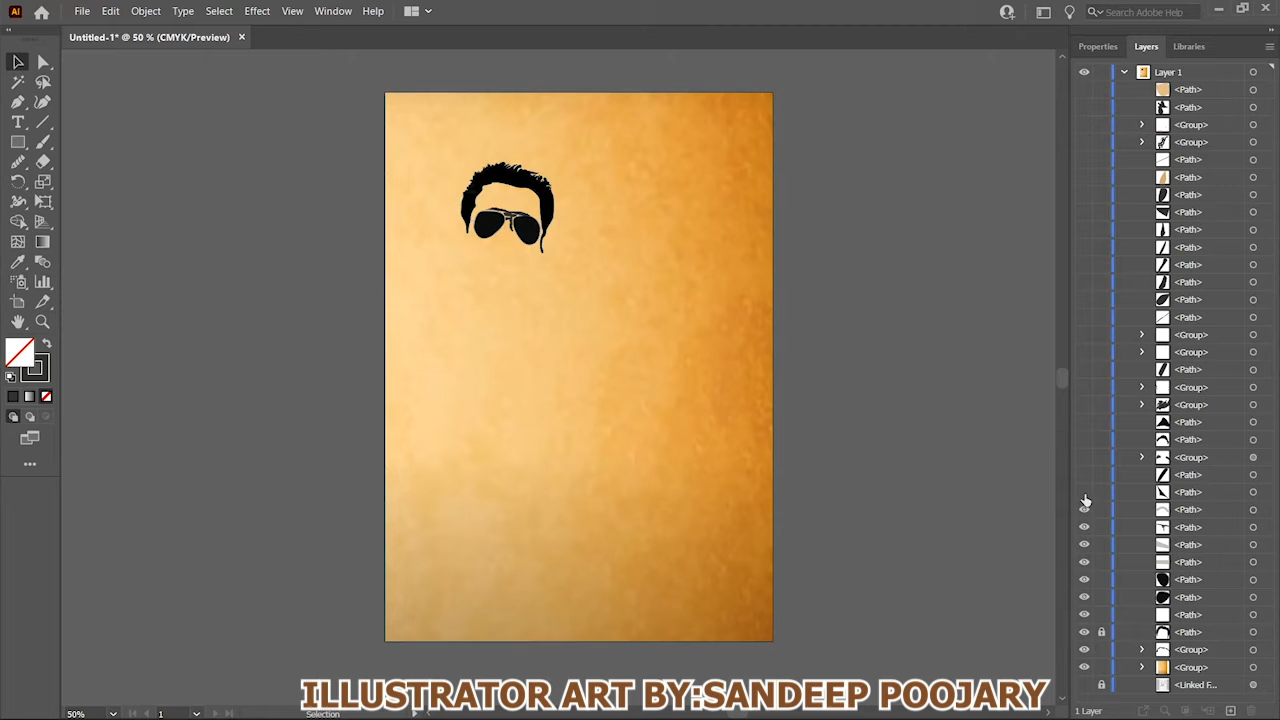 Ai File Edit Object Type Select Effect View Window Help Search Adobe Help
Untitled-1* @ 50 % (CMYK/Preview) ×
Properties Layers Libraries
Layer 1
<Path>
<Path>
<Group>
<Group>
<Path>
<Path>
<Path>
<Path>
<Path>
<Path>
<Path>
<Path>
<Path>
<Path>
<Group>
<Group>
<Path>
<Group>
<Group>
<Path>
<Path>
<Group>
<Path>
<Path>
<Path>
<Path>
<Path>
<Path>
<Path>
<Path>
<Path>
<Path>
<Group>
<Group>
<Linked F...
ILLUSTRATOR ART BY:SANDEEP POOJARY
50% 1 Selection 1 Layer